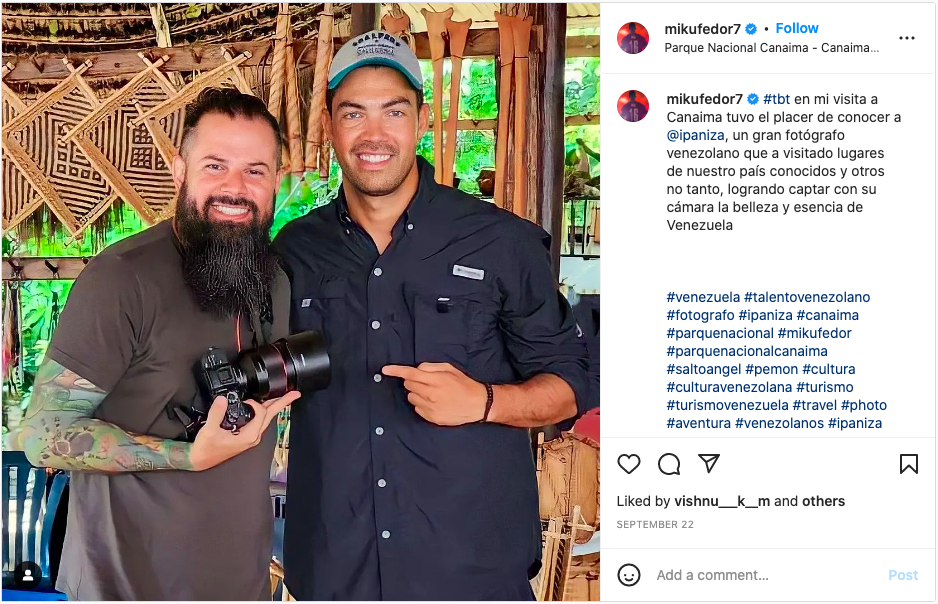 mikufedor7 • Follow
Parque Nacional Canaima - Canaima...
mikufedor7 #tbt en mi visita a
Canaima tuvo el placer de conocer a
@ipaniza, un gran fotógrafo
venezolano que a visitado lugares
de nuestro país conocidos y otros
no tanto, logrando captar con su
cámara la belleza y esencia de
Venezuela
#venezuela #talentovenezolano
#fotografo #ipaniza #canaima
#parquenacional #mikufedor
#parquenacionalcanaima
#saltoangel #pemon #cultura
#culturavenezolana #turismo
#turismovenezuela #travel #photo
#aventura #venezolanos #ipaniza
Liked by vishnu__k__m and others
SEPTEMBER 22
Add a comment...
Post